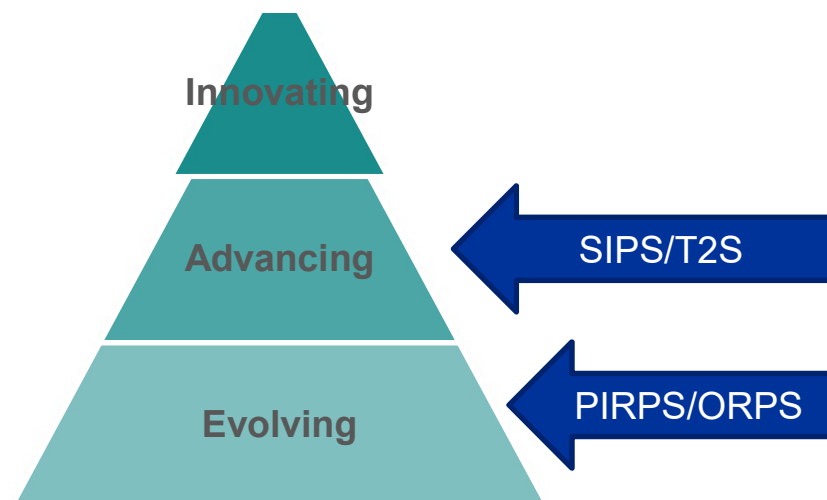 Innovating
Advancing
SIPS/T2S
Evolving
PIRPS/ORPS